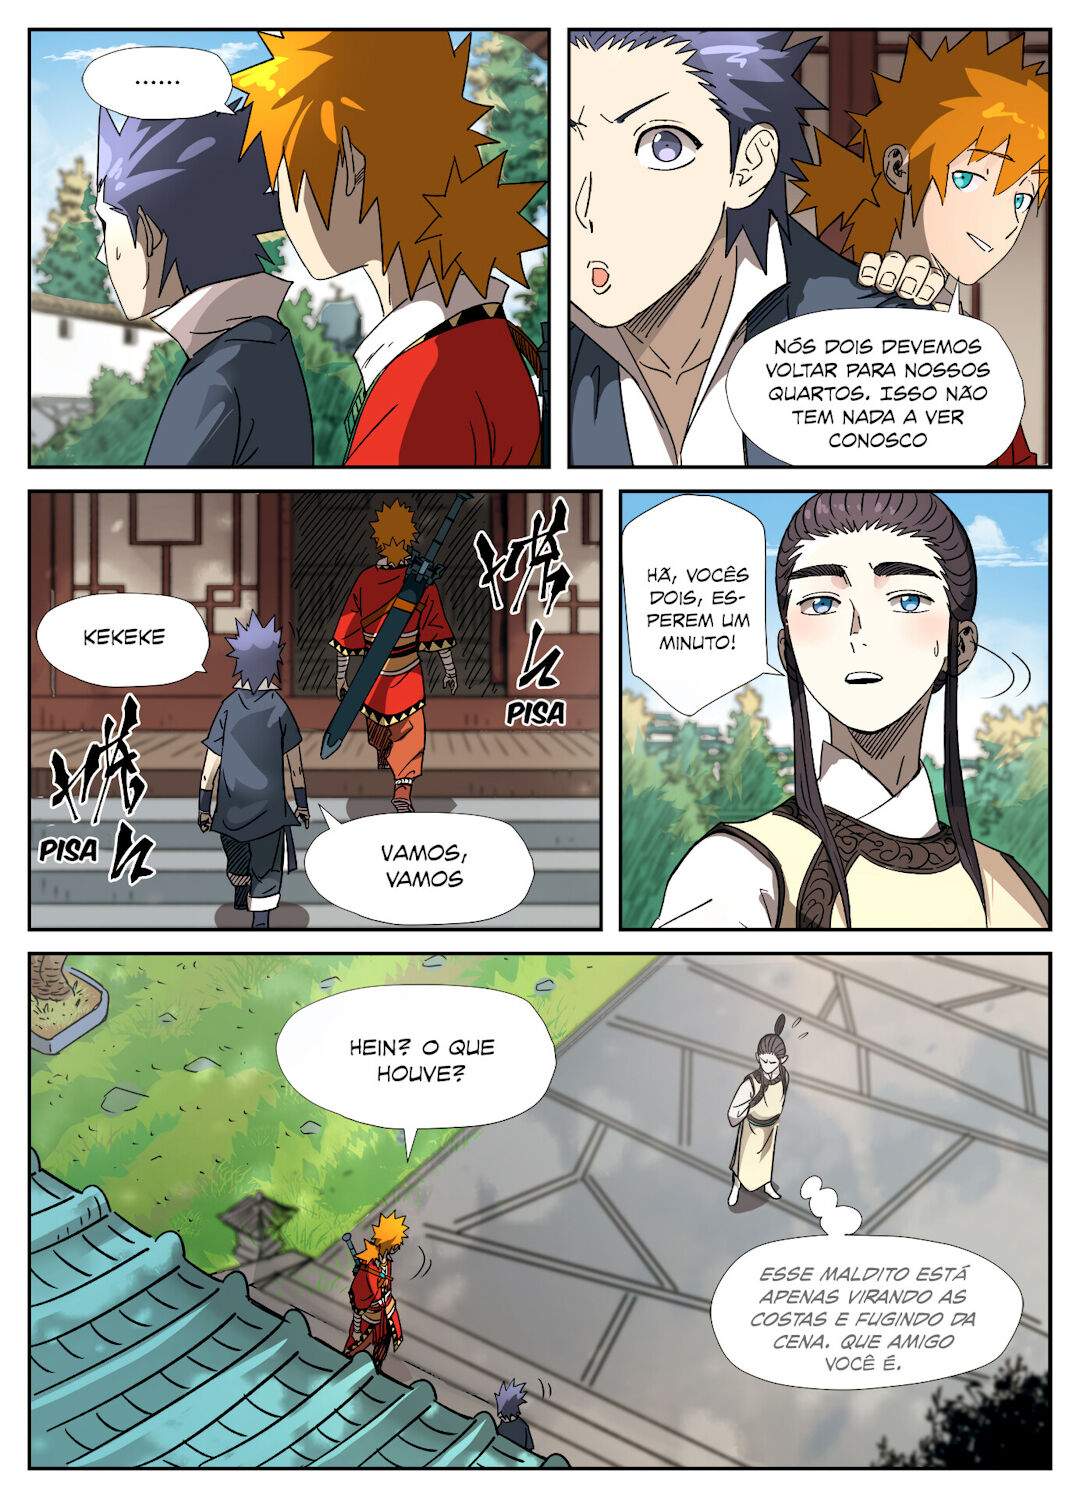 ......
NÓS DOIS DEVEMOS
VOLTAR PARA NOSSOS
QUARTOS. ISSO NÃO
TEM NADA A VER
CONOSCO
KEKEKE
PISA
PISA
VAMOS,
VAMOS
HÃ, VOCÊS
DOIS, ES-
PEREM UM
MINUTO!
HEIN? O QUE
HOUVE?
ESSE MALDITO ESTÁ
APENAS VIRANDO AS
COSTAS E FUGINDO DA
CENA. QUE AMIGO
VOCÊ É.